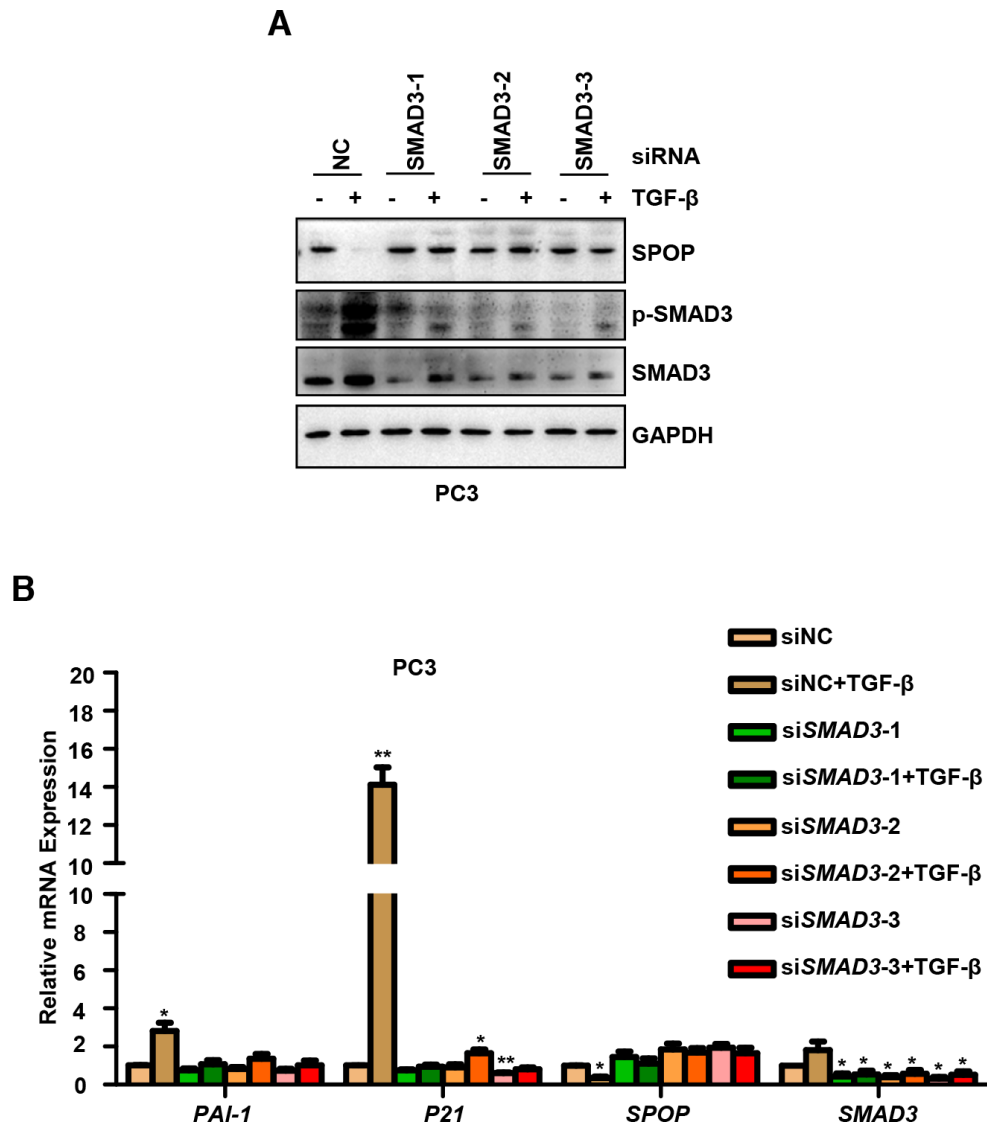 A
NC
SMAD3-1
SMAD3-2
SMAD3-3
siRNA
- + - + - + - + TGF-β
SPOP
p-SMAD3
SMAD3
GAPDH
PC3
B
PC3
Relative mRNA Expression
20
18
16
14
12
10
10
8
6
4
2
0
*
**
*
**
*
* * * * * *
PAI-1 P21 SPOP SMAD3
siNC
siNC+TGF-β
siSMAD3-1
siSMAD3-1+TGF-β
siSMAD3-2
siSMAD3-2+TGF-β
siSMAD3-3
siSMAD3-3+TGF-β